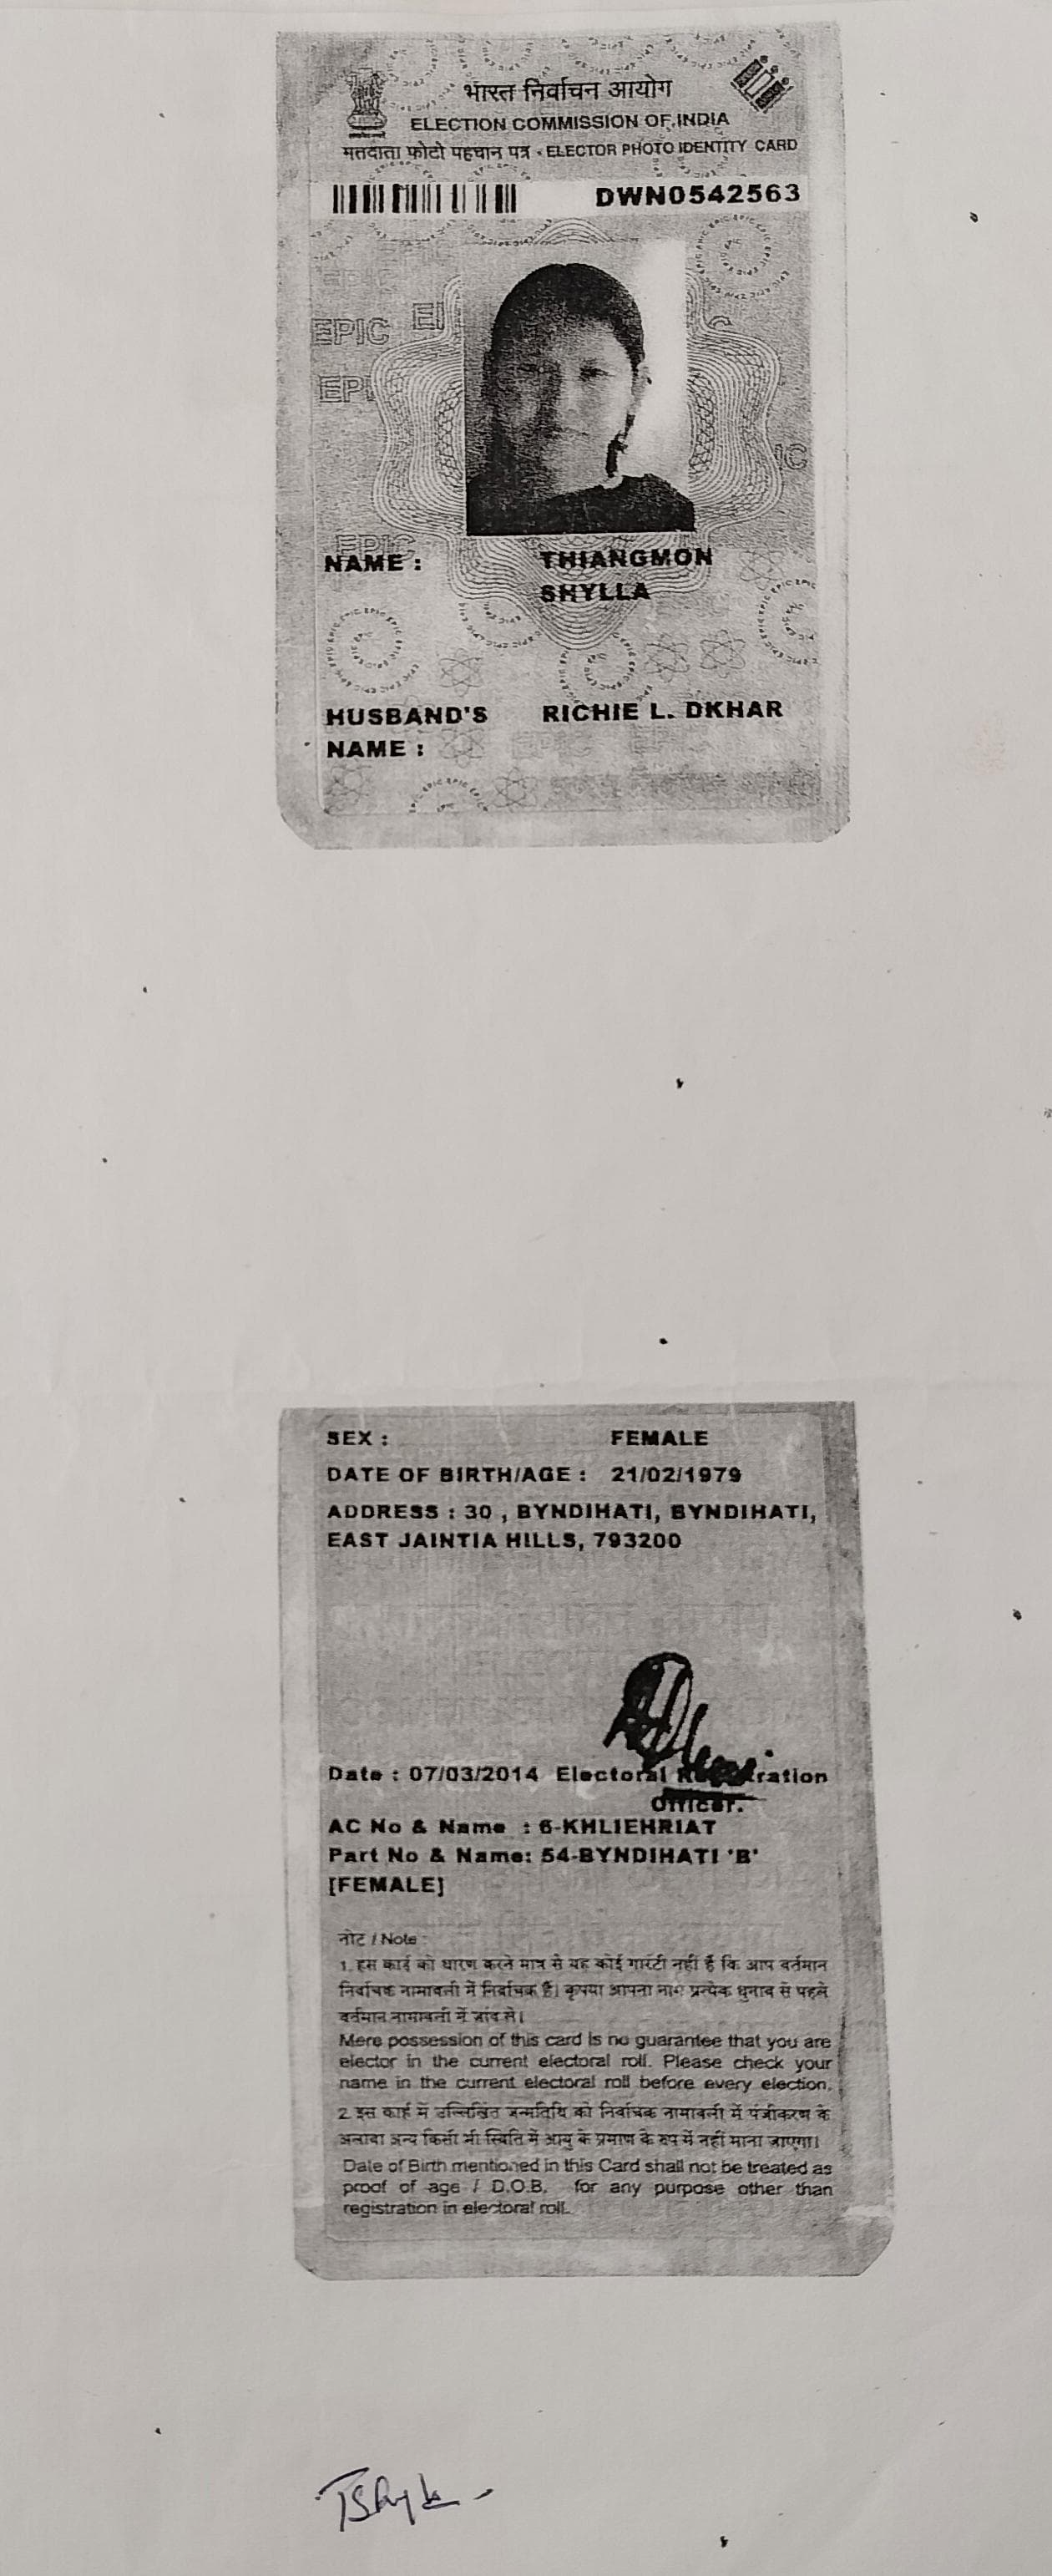 भारत निर्वाचन आयोग
ELECTION COMMISSION OF INDIA
मतदाता फोटो पहचान पत्र - ELECTOR PHOTO IDENTITY CARD
DWN0542563
EPIC
NAME : THIANGMON
SHYLLA
HUSBAND'S RICHIE L. DKHAR
NAME :
SEX : FEMALE
DATE OF BIRTH/AGE : 21/02/1979
ADDRESS : 30 , BYNDIHATI, BYNDIHATI,
EAST JAINTIA HILLS, 793200
Date : 07/03/2014 Electoral Registration
Officer.
AC No & Name : 6-KHLIEHRIAT
Part No & Name: 54-BYNDIHATI 'B'
[FEMALE]
नोट / Note :
1. इस कार्ड को धारण करने मात्र से यह कोई गारंटी नहीं है कि आप वर्तमान
निर्वाचक नामावली में निर्वाचक हैं। कृपया आपना नाम प्रत्येक चुनाव से पहले
वर्तमान नामावली में जांच ले।
Mere possession of this card is no guarantee that you are
elector in the current electoral roll. Please check your
name in the current electoral roll before every election.
2. इस कार्ड में उल्लिखित जन्मतिथि को निर्वाचक नामावली में पंजीकरण के
अलावा अन्य किसी भी स्थिति में आयु के प्रमाण के रुप में नहीं माना जाएगा।
Date of Birth mentioned in this Card shall not be treated as
proof of age / D.O.B. for any purpose other than
registration in electoral roll.